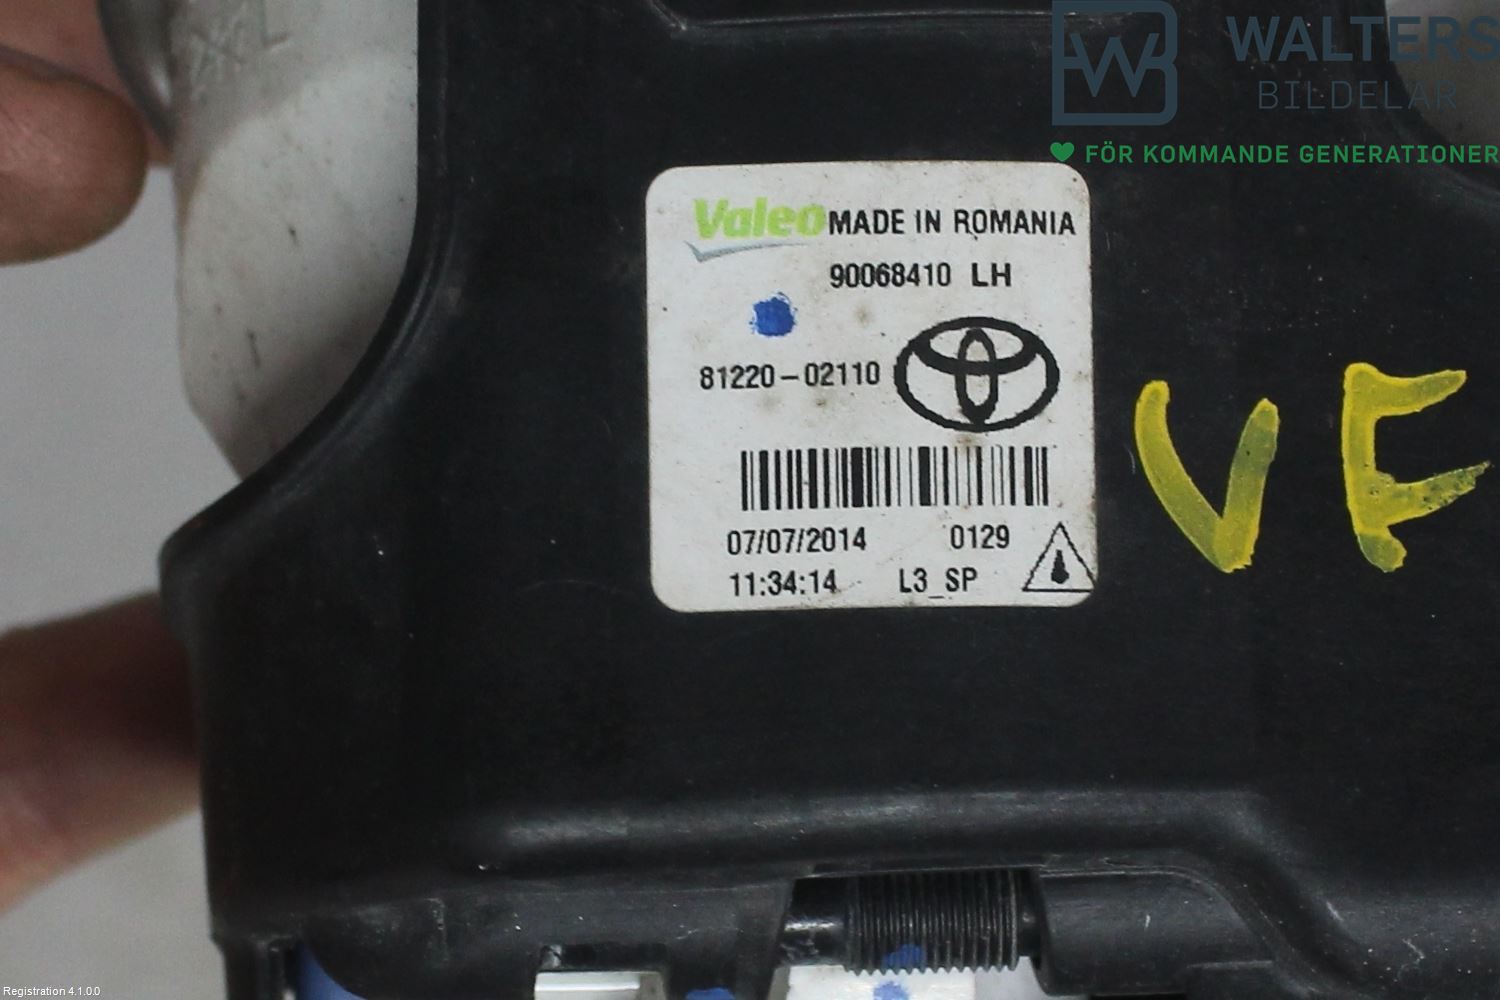 WALTERS
BILDELAR
FÖR KOMMANDE GENERATIONER
Valeo MADE IN ROMANIA
90068410 LH
81220-02110
07/07/2014 0129
11:34:14 L3_SP
VF
Registration 4.1.0.0